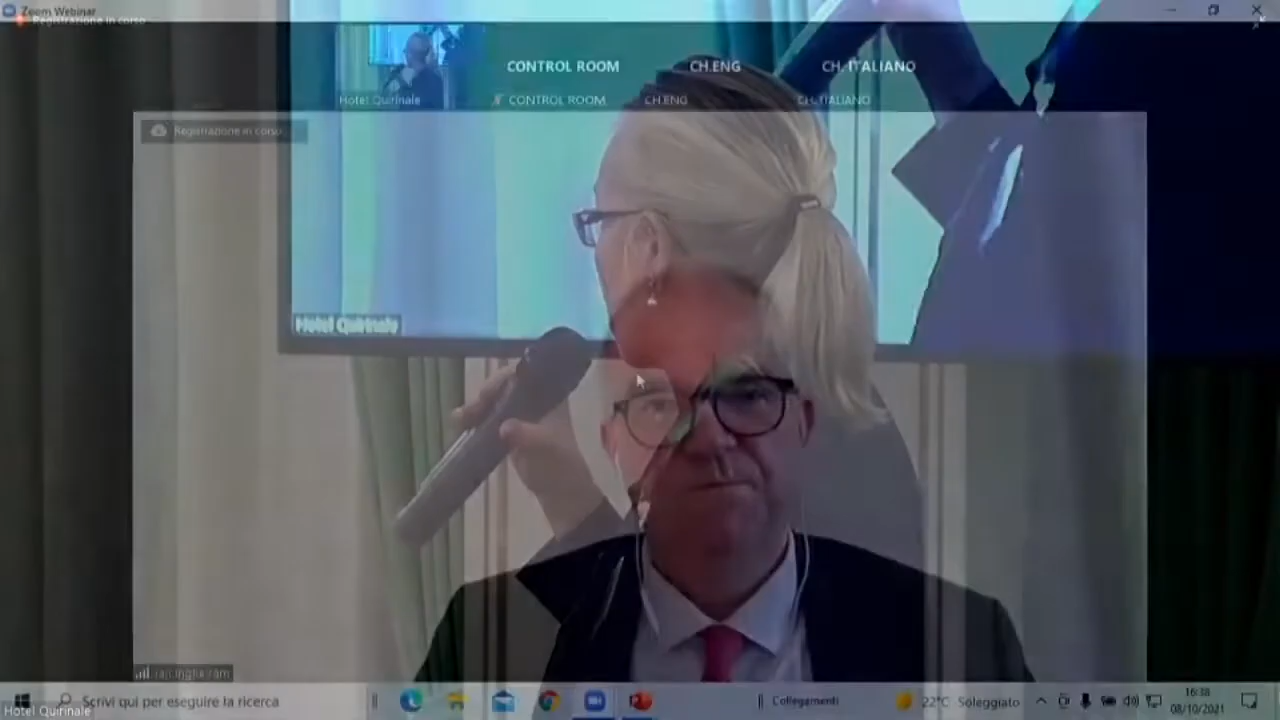 Zoom Webinar
Registrazione in corso
CONTROL ROOM CH.ENG CH. ITALIANO
Hotel Quirinale CONTROL ROOM CH.ENG CH. ITALIANO
Registrazione in corso...
Hotel Quirinale
Scrivi qui per eseguire la ricerca
Collegamenti
22°C Soleggiato
16:38
08/10/2021
Hotel Quirinale